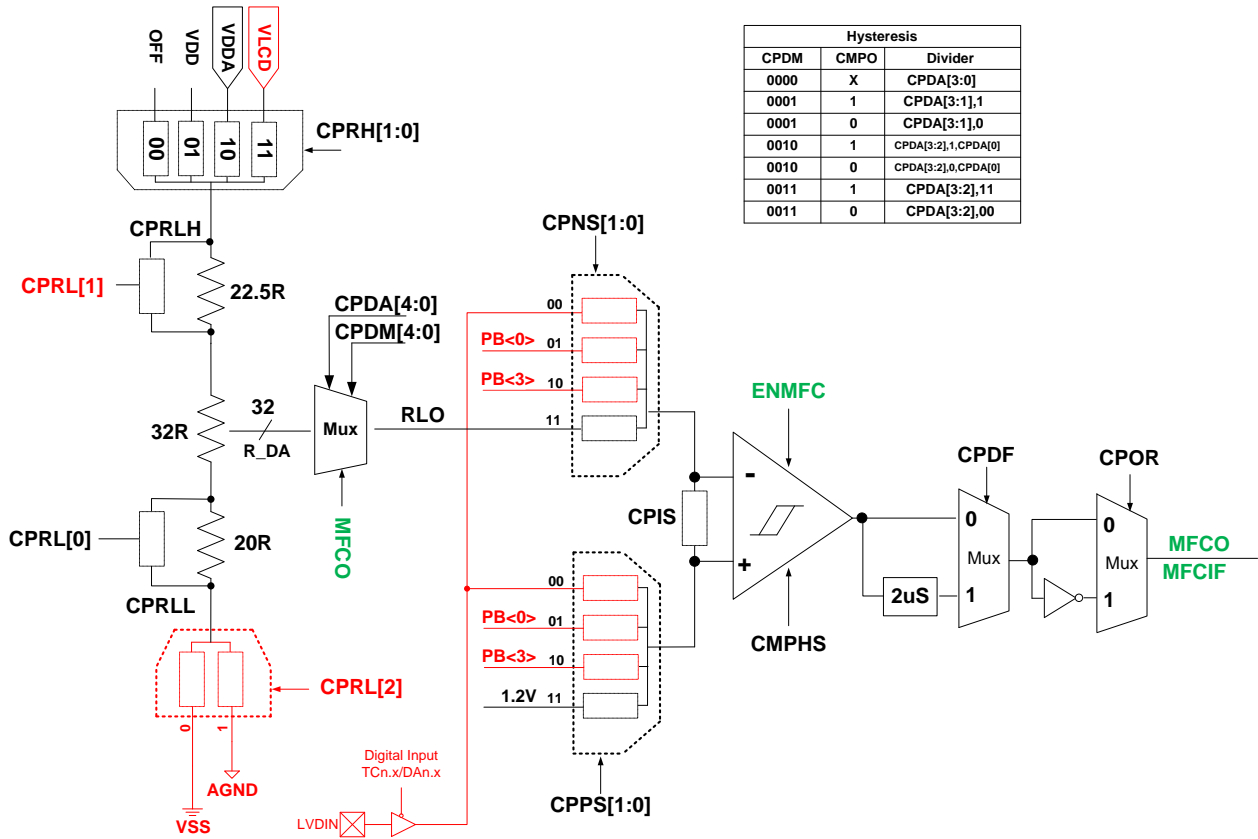 OFF
VDD
VDDA
VLCD
00
01
10
11
CPRH[1:0]
CPRLH
CPRL[1]
22.5R
32R
32
R_DA
CPDA[4:0]
CPDM[4:0]
Mux
RLO
MFCO
CPRL[0]
20R
CPRLL
CPRL[2]
0
1
AGND
VSS
Hysteresis
CPDM CMPO Divider
0000 X CPDA[3:0]
0001 1 CPDA[3:1],1
0001 0 CPDA[3:1],0
0010 1 CPDA[3:2],1,CPDA[0]
0010 0 CPDA[3:2],0,CPDA[0]
0011 1 CPDA[3:2],11
0011 0 CPDA[3:2],00
CPNS[1:0]
00
PB<0> 01
PB<3> 10
11
ENMFC
-
+
CPIS
CMPHS
00
PB<0> 01
PB<3> 10
1.2V 11
CPPS[1:0]
Digital Input
TCn.x/DAn.x
LVDIN
CPDF
0
Mux
1
2uS
CPOR
0
Mux
1
MFCO
MFCIF